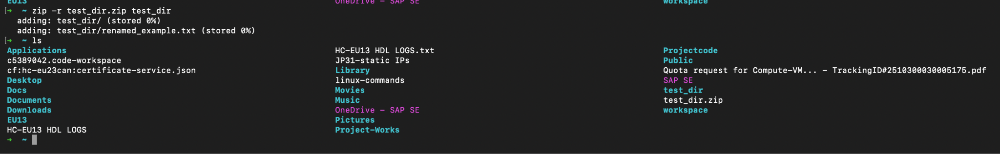 EU13 OneDrive - SAP SE workspace
[➜ ~ zip -r test_dir.zip test_dir
adding: test_dir/ (stored 0%)
adding: test_dir/renamed_example.txt (stored 0%)
[➜ ~ ls
Applications HC-EU13 HDL LOGS.txt Projectcode
c5389042.code-workspace JP31-static IPs Public
cf:hc-eu23can:certificate-service.json Library Quota request for Compute-VM... - TrackingID#2510300030005175.pdf
Desktop linux-commands SAP SE
Docs Movies test_dir
Documents Music test_dir.zip
Downloads OneDrive - SAP SE workspace
EU13 Pictures
HC-EU13 HDL LOGS Project-Works
➜ ~